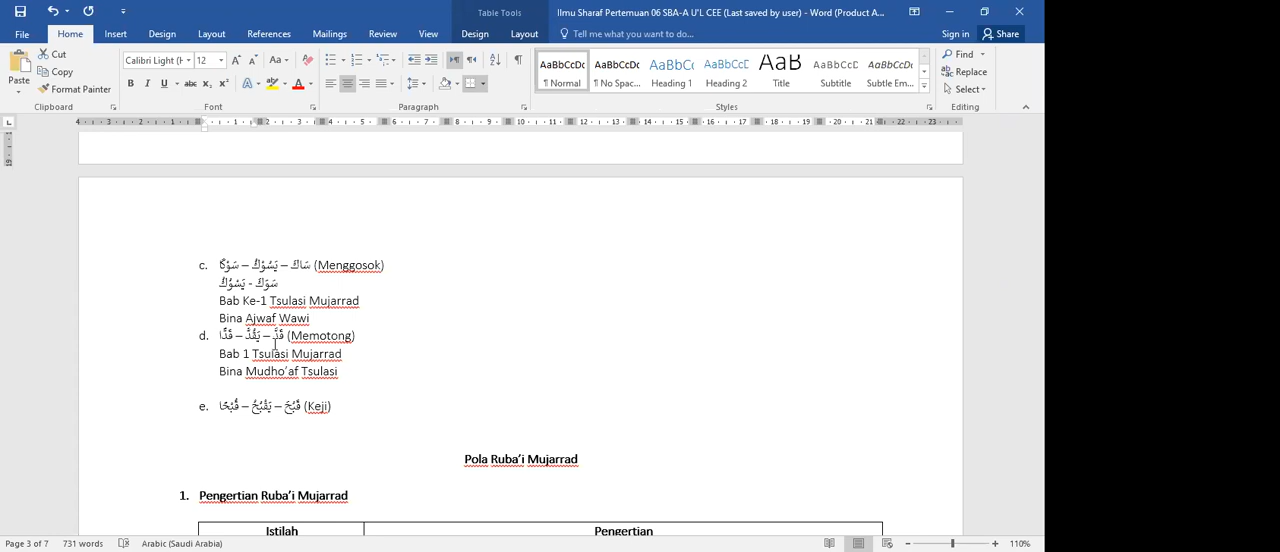 Table Tools
Ilmu Sharaf Pertemuan 06 SBA-A U'L CEE (Last saved by user) - Word (Product A...
File Home Insert Design Layout References Mailings Review View Design Layout Tell me what you want to do... Sign in Share
Paste Cut Calibri Light (H 12 AaBbCcDc AaBbCcDc AaBbCc AaBbCcD AaB AaBbCcD AaBbCcD Find
Copy Replace
Format Painter ¶ Normal ¶ No Spac... Heading 1 Heading 2 Title Subtitle Subtle Em... Select
Clipboard Font Paragraph Styles Editing
c. سَاكَ – يَسُوْكُ – سَوْكًا (Menggosok)
سَوَكَ - يَسْوُكُ
Bab Ke-1 Tsulasi Mujarrad
Bina Ajwaf Wawi
d. قَذَّ – يَقُذُّ – قَذًّا (Memotong)
Bab 1 Tsulasi Mujarrad
Bina Mudho'af Tsulasi
e. قَبُحَ – يَقْبُحُ – قُبْحًا (Keji)
Pola Ruba'i Mujarrad
1. Pengertian Ruba'i Mujarrad
Istilah Pengertian
Page 3 of 7 731 words Arabic (Saudi Arabia) 110%